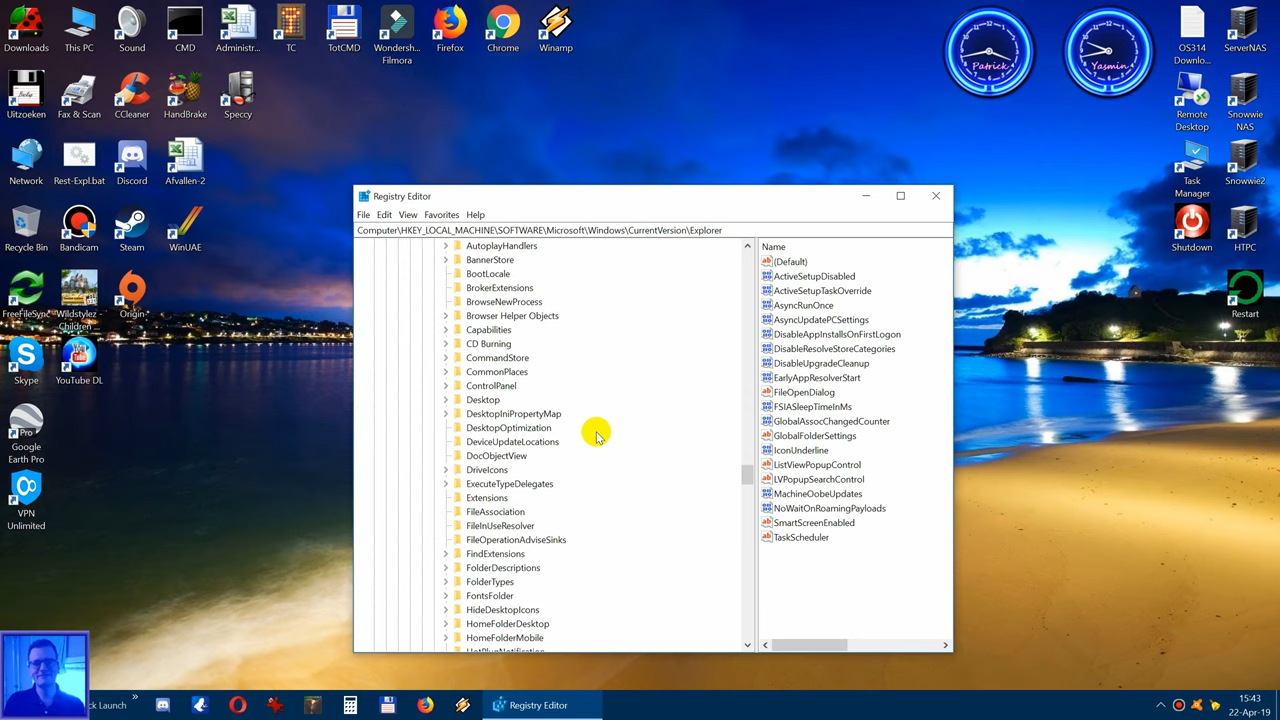 Downloads
This PC
Sound
CMD
Administr...
TC
TotCMD
Wondersh...
Filmora
Firefox
Chrome
Winamp
Patrick
Yasmin
OS314
Downlo...
ServerNAS
Uitzoeken
Fax & Scan
CCleaner
HandBrake
Speccy
Remote
Desktop
Snowwie
NAS
Network
Rest-Expl.bat
Discord
Afvallen-2
Task
Manager
Snowwie2
Recycle Bin
Bandicam
Steam
WinUAE
Shutdown
HTPC
FreeFileSync
Wildstylez -
Children...
Origin
Restart
Skype
YouTube DL
Pro
Google
Earth Pro
VPN
Unlimited
Registry Editor
File Edit View Favorites Help
Computer\HKEY_LOCAL_MACHINE\SOFTWARE\Microsoft\Windows\CurrentVersion\Explorer
AutoplayHandlers
BannerStore
BootLocale
BrokerExtensions
BrowseNewProcess
Browser Helper Objects
Capabilities
CD Burning
CommandStore
CommonPlaces
ControlPanel
Desktop
DesktopIniPropertyMap
DesktopOptimization
DeviceUpdateLocations
DocObjectView
DriveIcons
ExecuteTypeDelegates
Extensions
FileAssociation
FileInUseResolver
FileOperationAdviseSinks
FindExtensions
FolderDescriptions
FolderTypes
FontsFolder
HideDesktopIcons
HomeFolderDesktop
HomeFolderMobile
HotPlugNotification
Name
(Default)
ActiveSetupDisabled
ActiveSetupTaskOverride
AsyncRunOnce
AsyncUpdatePCSettings
DisableAppInstallsOnFirstLogon
DisableResolveStoreCategories
DisableUpgradeCleanup
EarlyAppResolverStart
FileOpenDialog
FSIASleepTimeInMs
GlobalAssocChangedCounter
GlobalFolderSettings
IconUnderline
ListViewPopupControl
LVPopupSearchControl
MachineOobeUpdates
NoWaitOnRoamingPayloads
SmartScreenEnabled
TaskScheduler
ck Launch
Registry Editor
15:43
22-Apr-19